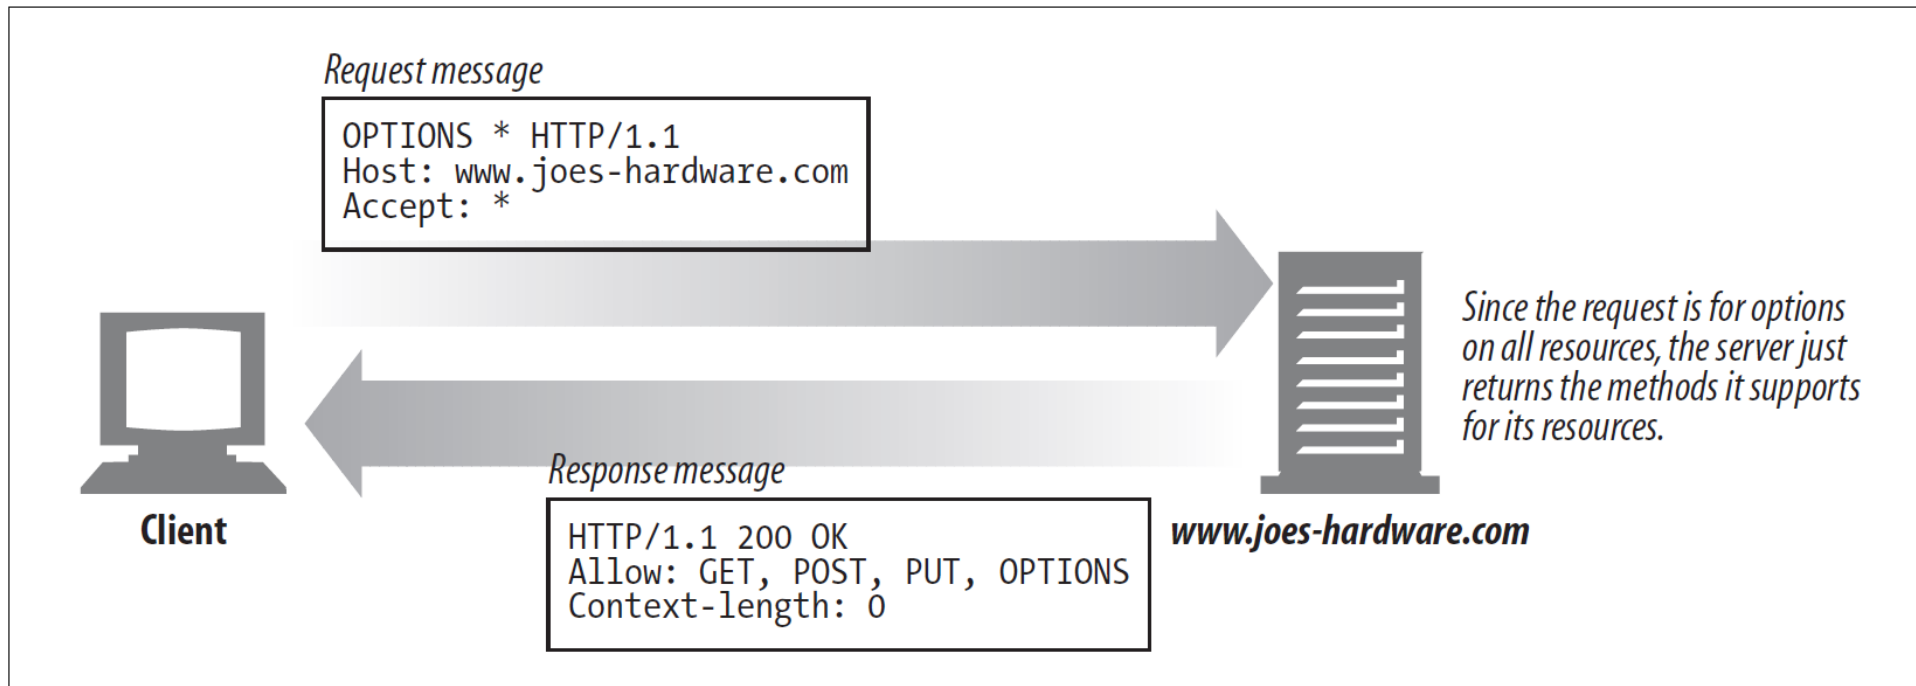 Request message
OPTIONS * HTTP/1.1
Host: www.joes-hardware.com
Accept: *
Since the request is for options
on all resources, the server just
returns the methods it supports
for its resources.
Client
www.joes-hardware.com
Response message
HTTP/1.1 200 OK
Allow: GET, POST, PUT, OPTIONS
Context-length: 0